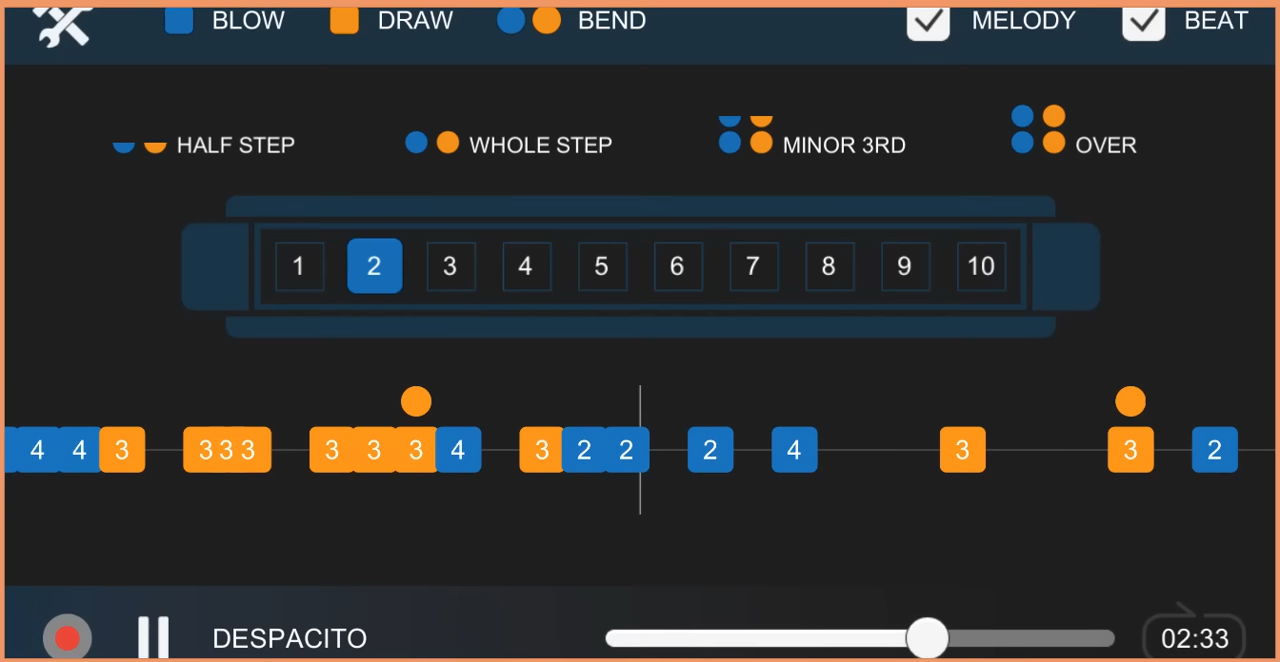 BLOW DRAW BEND MELODY BEAT
HALF STEP WHOLE STEP MINOR 3RD OVER
1 2 3 4 5 6 7 8 9 10
4 4 3 3 3 3 3 3 3 4 3 2 2 2 4 3 3 2
DESPACITO 02:33